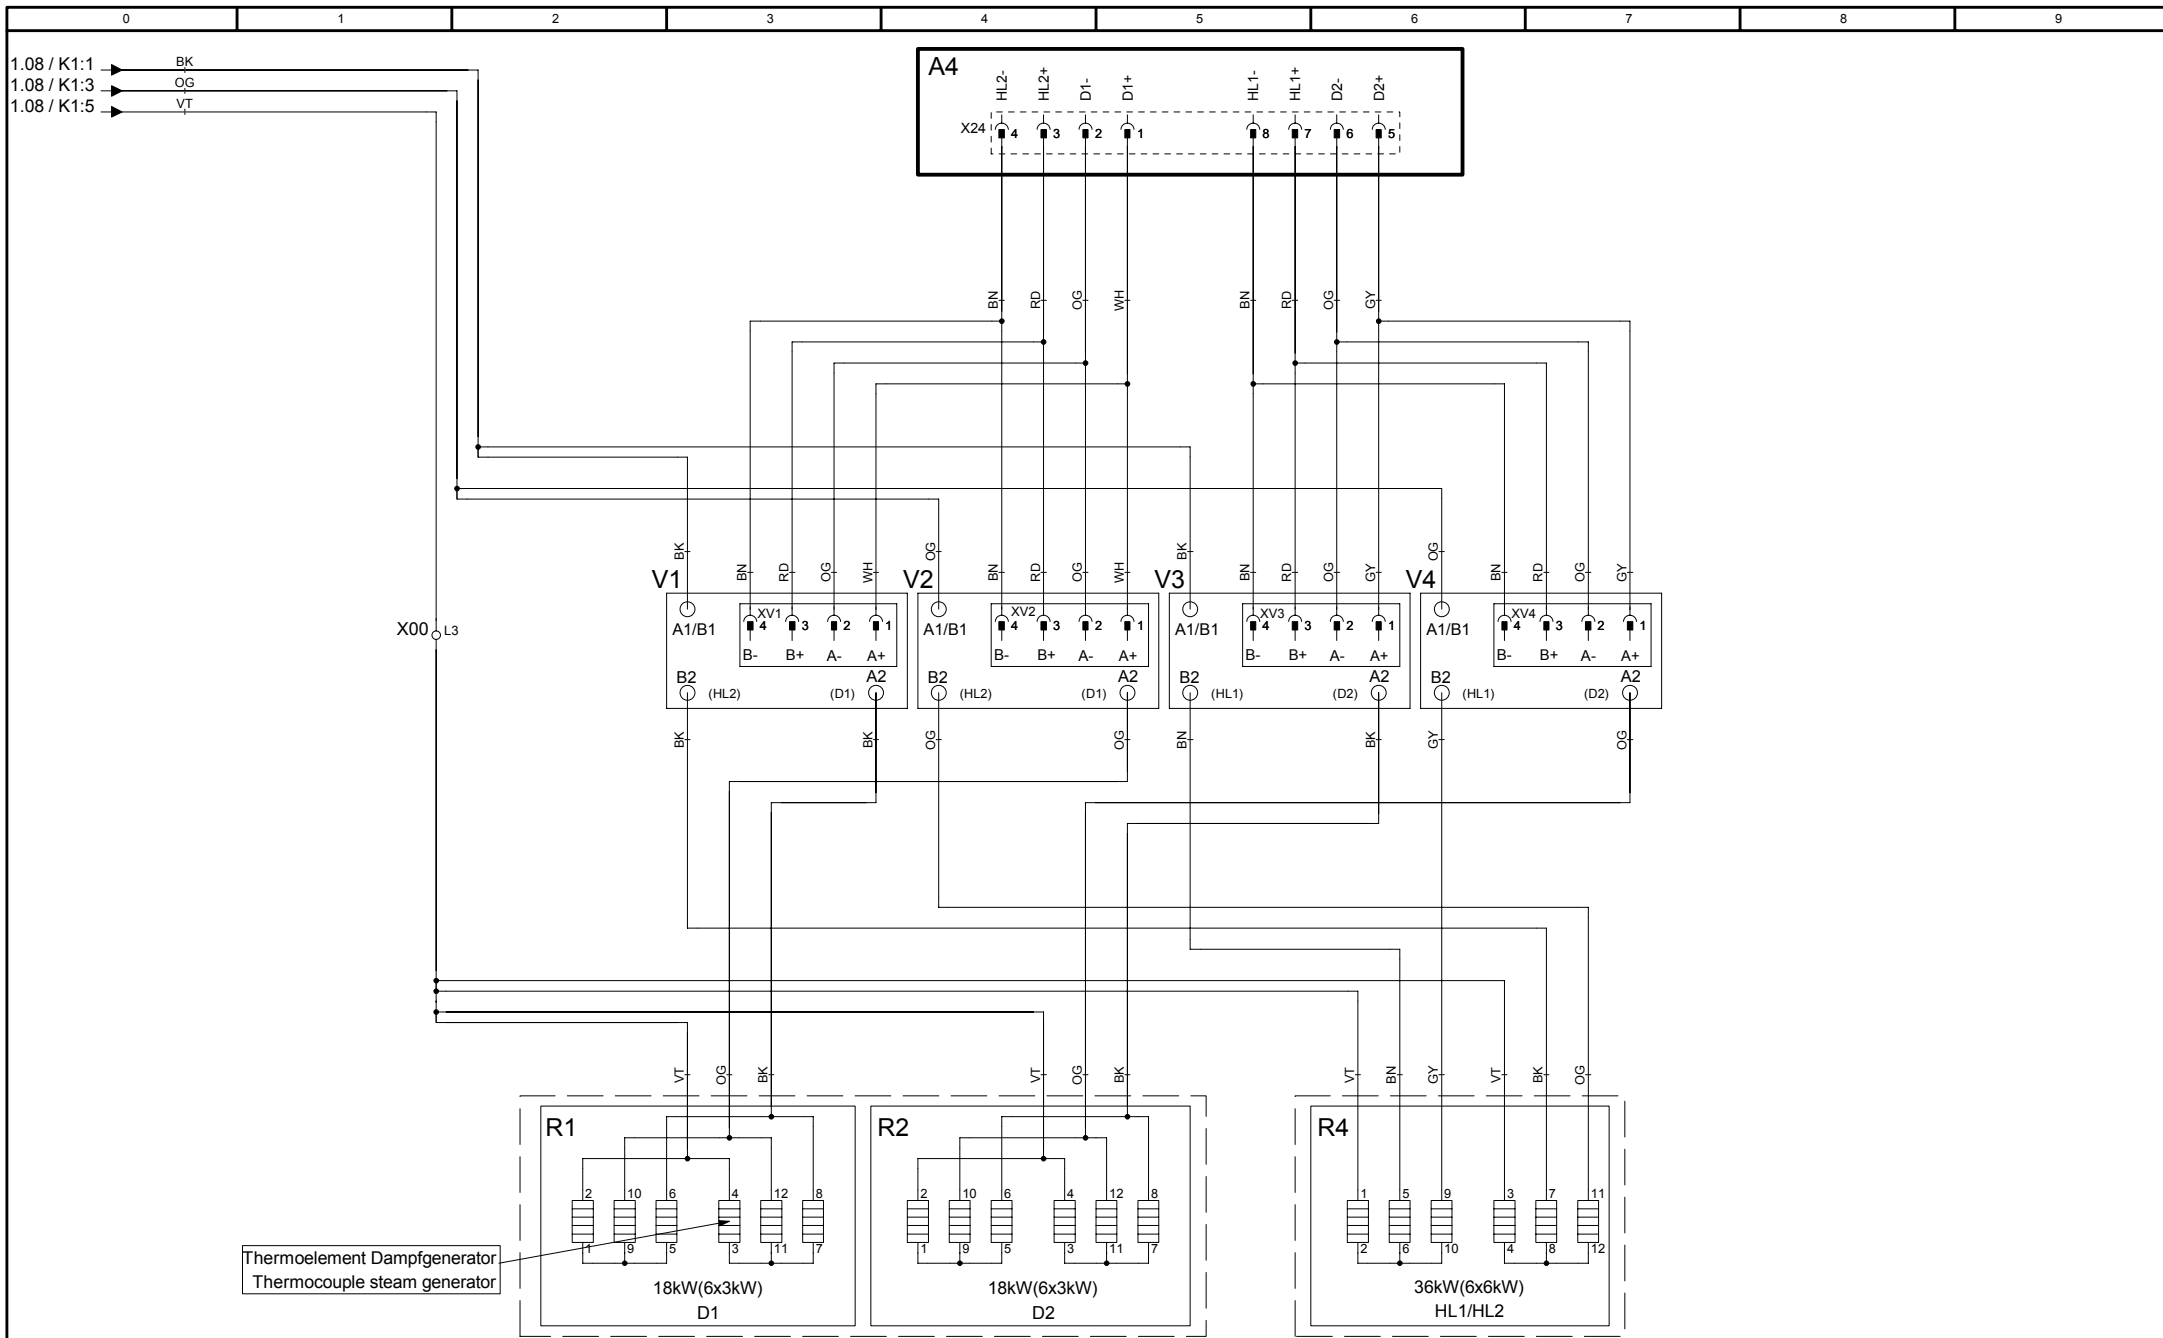 0 1 2 3 4 5 6 7 8 9
1.08 / K1:1 BK
1.08 / K1:3 OG
1.08 / K1:5 VT
A4
HL2- HL2+ D1- D1+ HL1- HL1+ D2- D2+
X24 4 3 2 1 8 7 6 5
BN RD OG WH BN RD OG GY
BK BN RD OG WH OG BN RD OG WH BK BN RD OG GY OG BN RD OG GY
V1 V2 V3 V4
XV1 XV2 XV3 XV4
4 3 2 1 4 3 2 1 4 3 2 1 4 3 2 1
X00 L3
A1/B1 A1/B1 A1/B1 A1/B1
B- B+ A- A+ B- B+ A- A+ B- B+ A- A+ B- B+ A- A+
B2 A2 B2 A2 B2 A2 B2 A2
(HL2) (D1) (HL2) (D1) (HL1) (D2) (HL1) (D2)
BK BK OG OG BN BK GY OG
VT OG BK VT OG BK VT BN GY VT BK OG
R1 R2 R4
2 10 6 4 12 8 2 10 6 4 12 8 1 5 9 3 7 11
1 9 5 3 11 7 1 9 5 3 11 7 2 6 10 4 8 12
Thermoelement Dampfgenerator
Thermocouple steam generator
18kW(6x3kW) 18kW(6x3kW) 36kW(6x6kW)
D1 D2 HL1/HL2